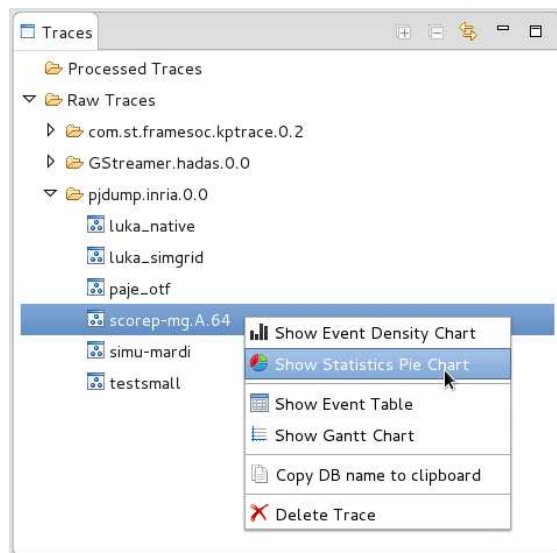 Traces
Processed Traces
Raw Traces
com.st.framesoc.kptrace.0.2
GStreamer.hadas.0.0
pjdump.inria.0.0
luka_native
luka_simgrid
paje_otf
scorep-mg.A.64
simu-mardi
testsmall
Show Event Density Chart
Show Statistics Pie Chart
Show Event Table
Show Gantt Chart
Copy DB name to clipboard
Delete Trace